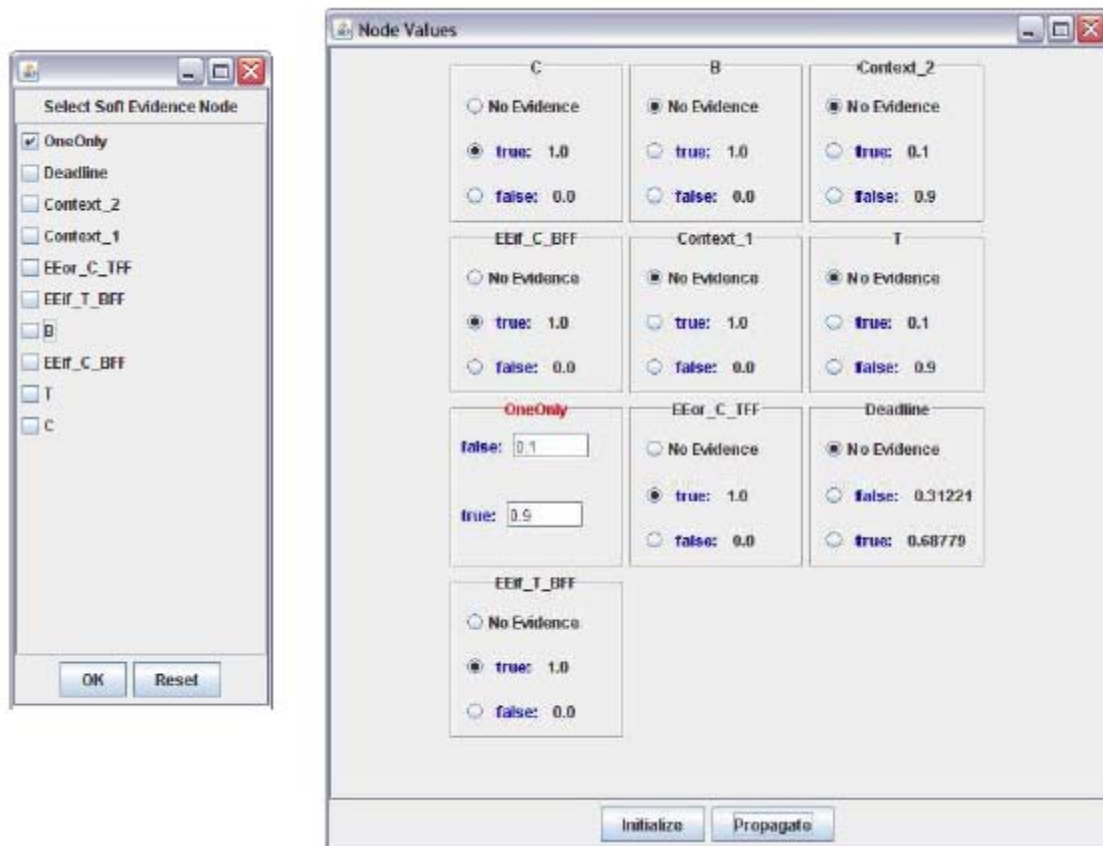 Select Soft Evidence Node
OneOnly
Deadline
Context_2
Context_1
EEor_C_TFF
EEif_T_BFF
B
EEif_C_BFF
T
C
OK Reset
Node Values
C B Context_2
No Evidence No Evidence No Evidence
true: 1.0 true: 1.0 true: 0.1
false: 0.0 false: 0.0 false: 0.9
EEif_C_BFF Context_1 T
No Evidence No Evidence No Evidence
true: 1.0 true: 1.0 true: 0.1
false: 0.0 false: 0.0 false: 0.9
OneOnly EEor_C_TFF Deadline
false: 0.1 No Evidence No Evidence
true: 1.0 false: 0.31221
true: 0.9 false: 0.0 true: 0.68779
EEif_T_BFF
No Evidence
true: 1.0
false: 0.0
Initialize Propagate